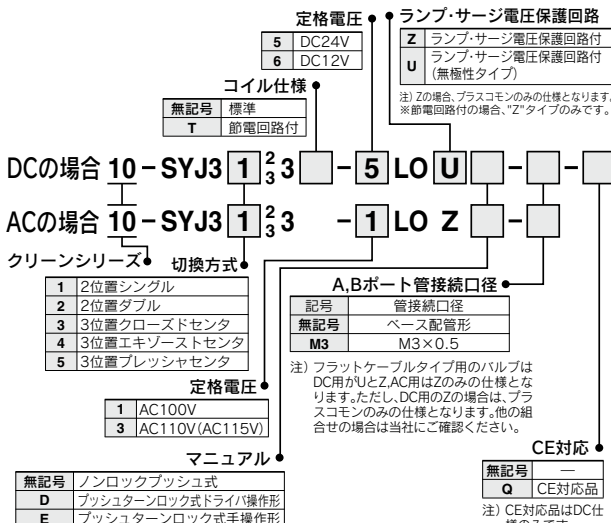 定格電圧
5 DC24V
6 DC12V
ランプ･サージ電圧保護回路
Z ランプ･サージ電圧保護回路付
U ランプ･サージ電圧保護回路付
(無極性タイプ)
注) Zの場合、プラスコモンのみの仕様となります。
※節電回路付の場合、"Z"タイプのみです。
コイル仕様
無記号 標準
T 節電回路付
DCの場合 10-SYJ3 1 2 3 3 □-5 LO U □-□-□
ACの場合 10-SYJ3 1 2 3 3 -1 LO Z □-□
クリーンシリーズ
切換方式
1 2位置シングル
2 2位置ダブル
3 3位置クローズドセンタ
4 3位置エキゾーストセンタ
5 3位置プレッシャセンタ
A,Bポート管接続口径
記号 管接続口径
無記号 ベース配管形
M3 M3×0.5
注) フラットケーブルタイプ用のバルブは
DC用がUとZ,AC用はZのみの仕様とな
ります。ただし、DC用のZの場合は、プラ
スコモンのみの仕様となります。他の組
合せの場合は当社にご確認ください。
定格電圧
1 AC100V
3 AC110V(AC115V)
マニュアル
無記号 ノンロックプッシュ式
D プッシュターンロック式ドライバ操作形
E プッシュターンロック式手操作形
CE対応
無記号 ―
Q CE対応品
注) CE対応品はDC仕
様のみです。